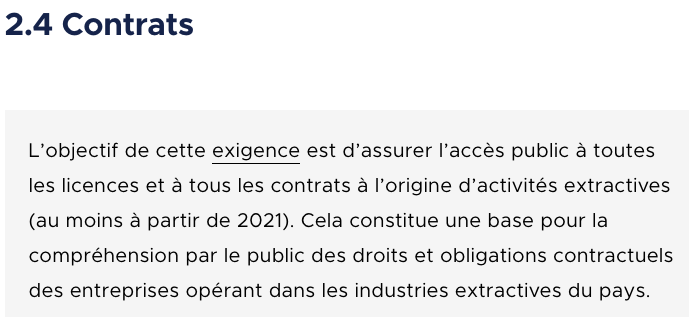 2.4 Contrats
L’objectif de cette exigence est d’assurer l’accès public à toutes
les licences et à tous les contrats à l’origine d’activités extractives
(au moins à partir de 2021). Cela constitue une base pour la
compréhension par le public des droits et obligations contractuels
des entreprises opérant dans les industries extractives du pays.